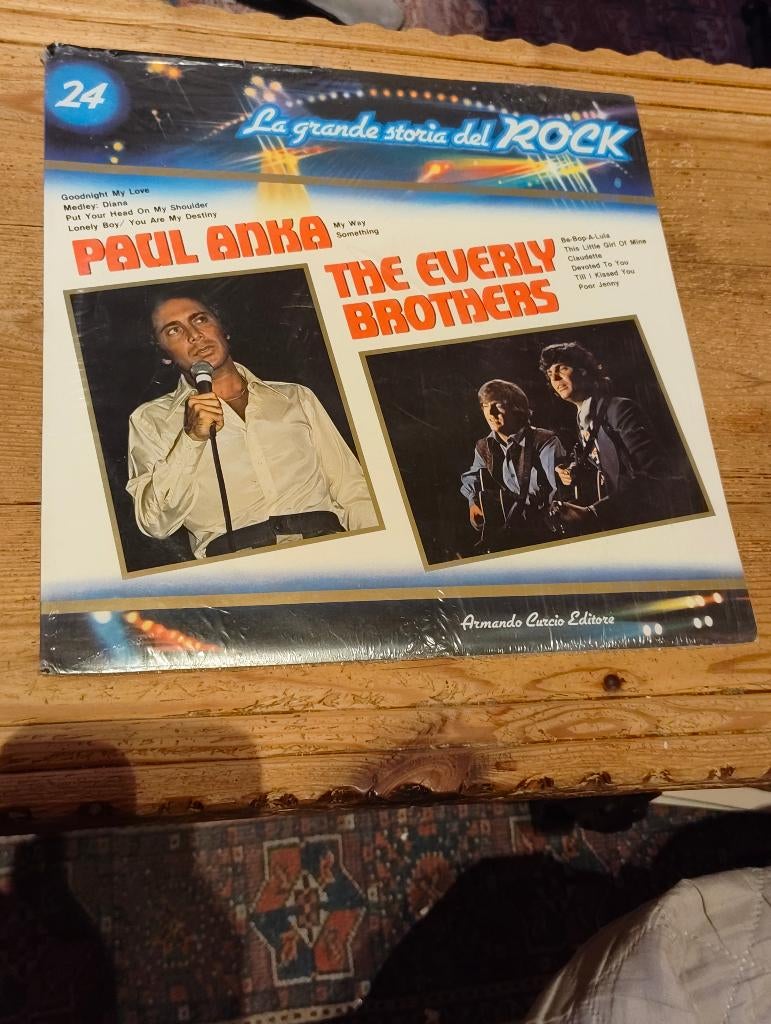 24
La grande storia del ROCK
Goodnight My Love
Medley: Diana
Put Your Head On My Shoulder
Lonely Boy/ You Are My Destiny
PAUL ANKA
My Way
Something
THE EVERLY
BROTHERS
Be-Bop-A-Lula
This Little Girl Of Mine
Claudette
Devoted To You
Till I Kissed You
Poor Jenny
Armando Curcio Editore